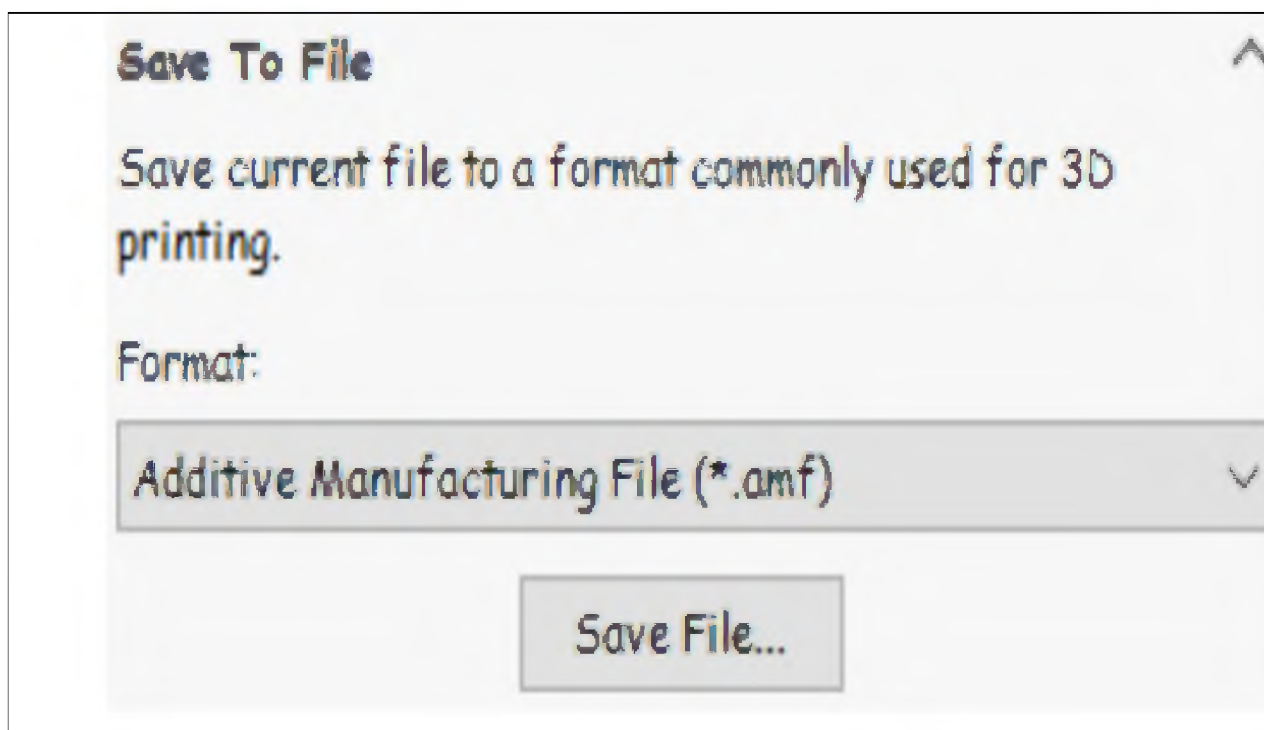 Save To File
Save current file to a format commonly used for 3D
printing.
Format:
Additive Manufacturing File (*.amf)
Save File...